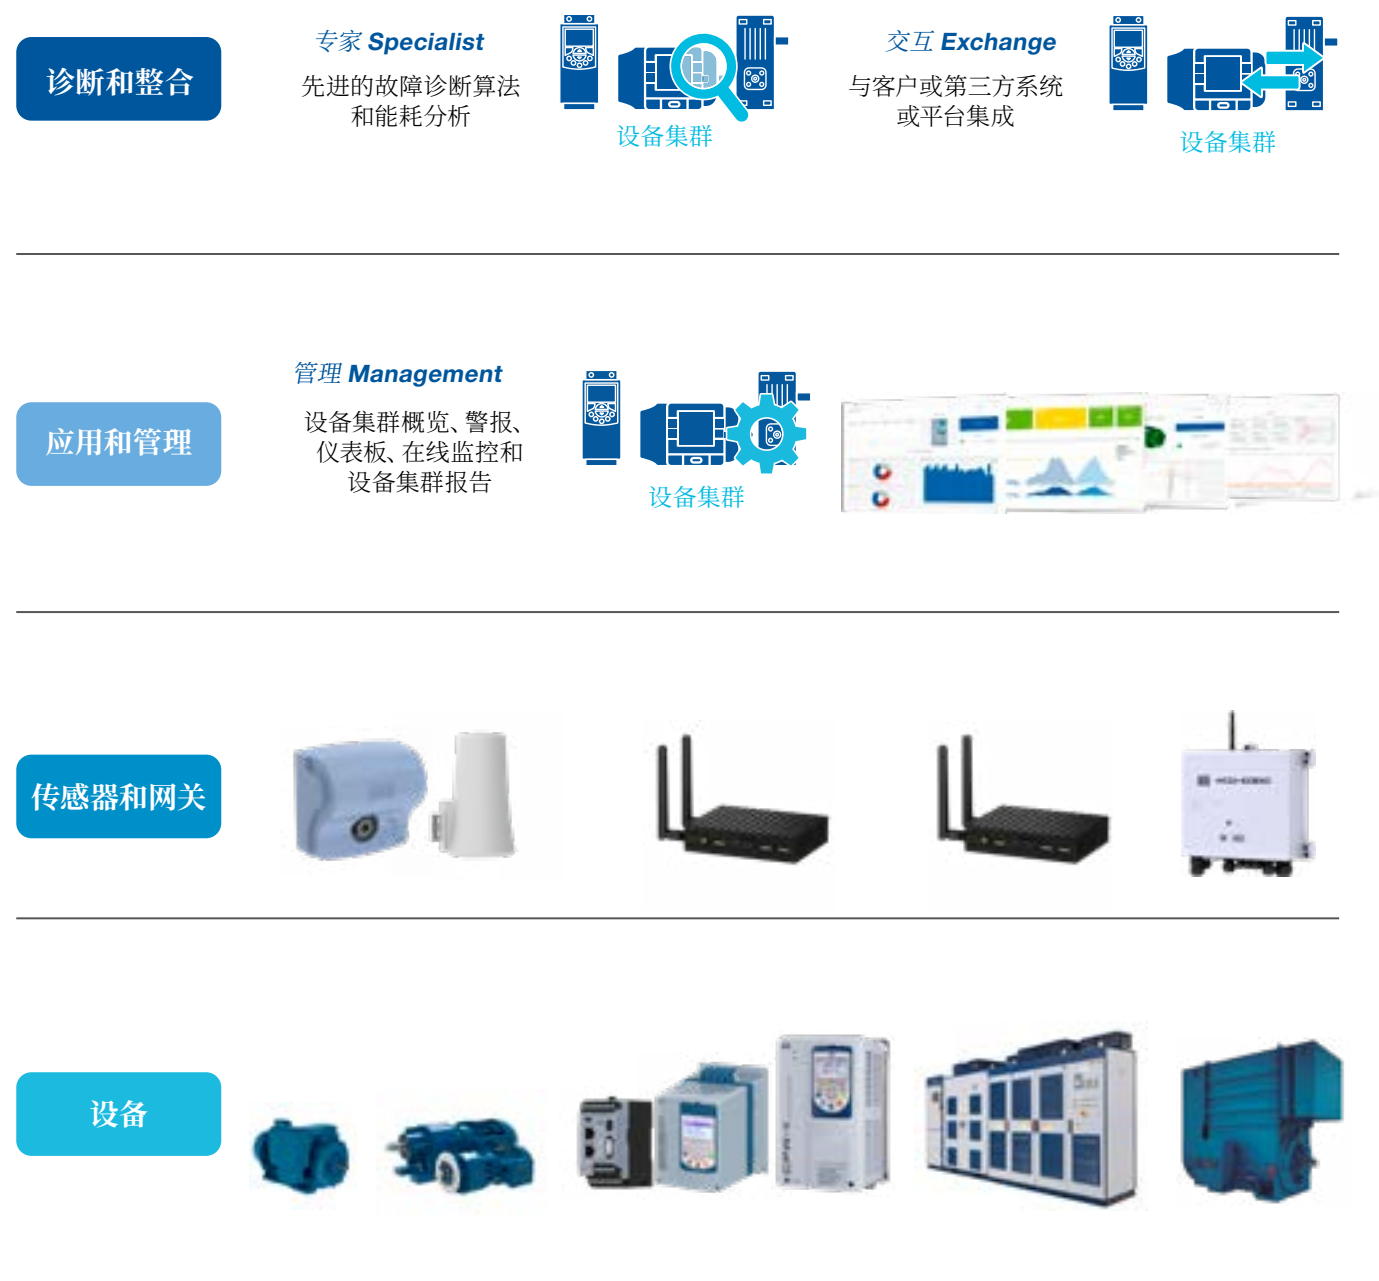 诊断和整合
专家 Specialist
先进的故障诊断算法
和能耗分析
设备集群
交互 Exchange
与客户或第三方系统
或平台集成
设备集群
应用和管理
管理 Management
设备集群概览、警报、
仪表板、在线监控和
设备集群报告
设备集群
传感器和网关
设备